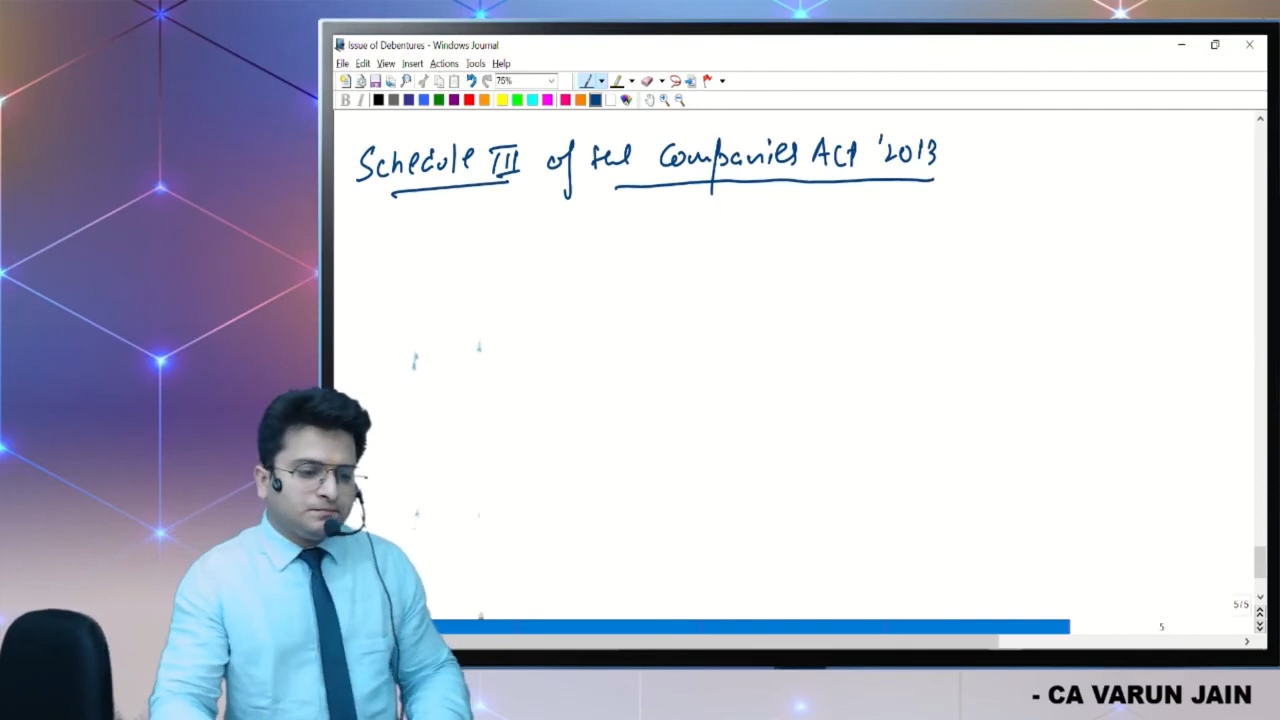 Issue of Debentures - Windows Journal
File Edit View Insert Actions Tools Help
75%
B I
Schedule III of the Companies Act '2013
5/5
5
- CA VARUN JAIN